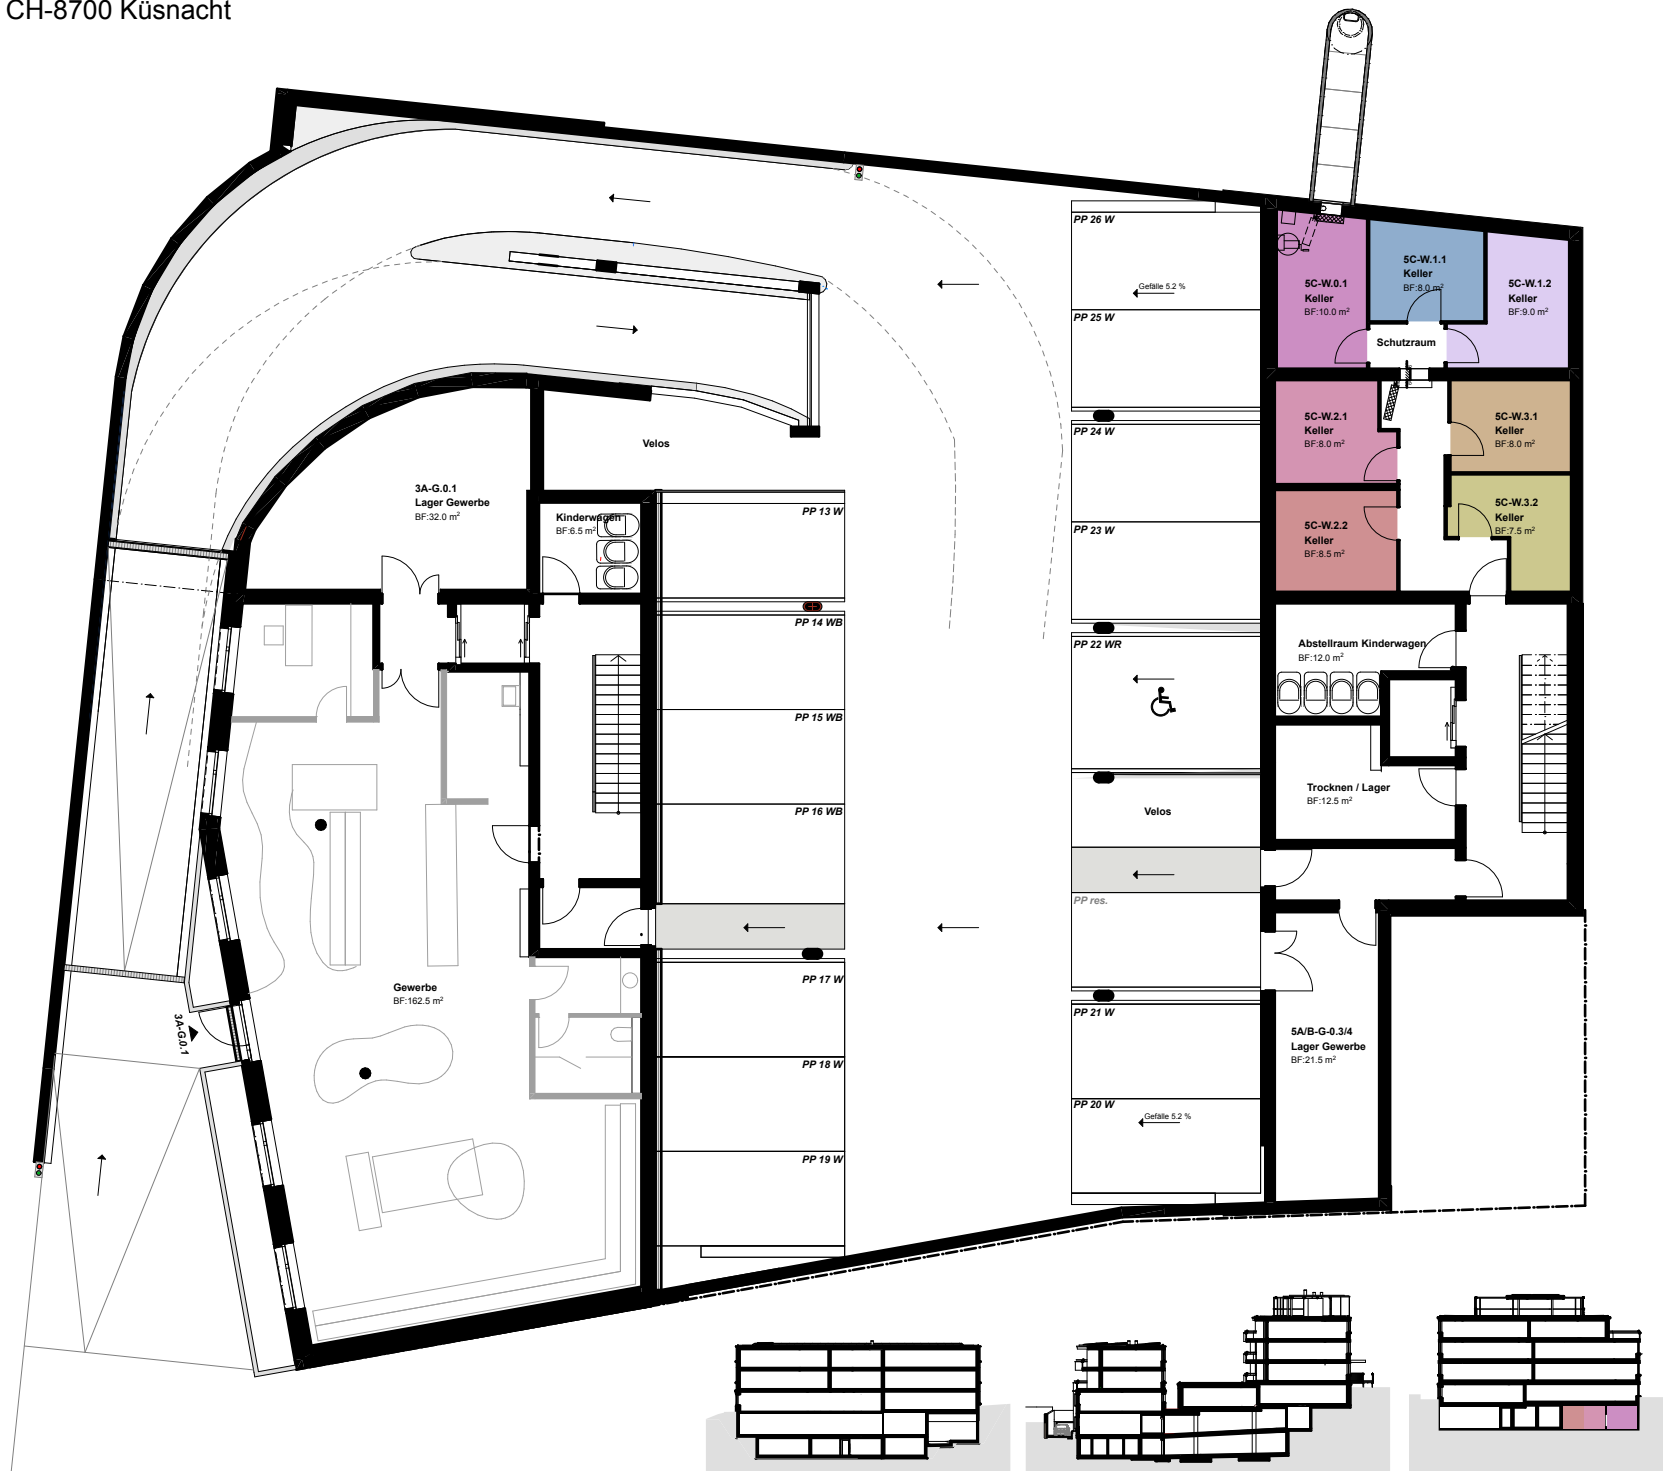 CH-8700 Küsnacht
PP 26 W
Gefälle 5.2 %
PP 25 W
PP 24 W
PP 23 W
PP 22 WR
Velos
PP res.
PP 21 W
PP 20 W
Gefälle 5.2 %
5C-W.0.1
Keller
BF:10.0 m²
5C-W.1.1
Keller
BF:8.0 m²
5C-W.1.2
Keller
BF:9.0 m²
Schutzraum
5C-W.2.1
Keller
BF:8.0 m²
5C-W.3.1
Keller
BF:8.0 m²
5C-W.2.2
Keller
BF:8.5 m²
5C-W.3.2
Keller
BF:7.5 m²
Abstellraum Kinderwagen
BF:12.0 m²
Trocknen / Lager
BF:12.5 m²
5A/B-G-0.3/4
Lager Gewerbe
BF:21.5 m²
Velos
3A-G.0.1
Lager Gewerbe
BF:32.0 m²
Kinderwagen
BF:6.5 m²
PP 13 W
PP 14 WB
PP 15 WB
PP 16 WB
PP 17 W
PP 18 W
PP 19 W
Gewerbe
BF:162.5 m²
3A-G.0.1